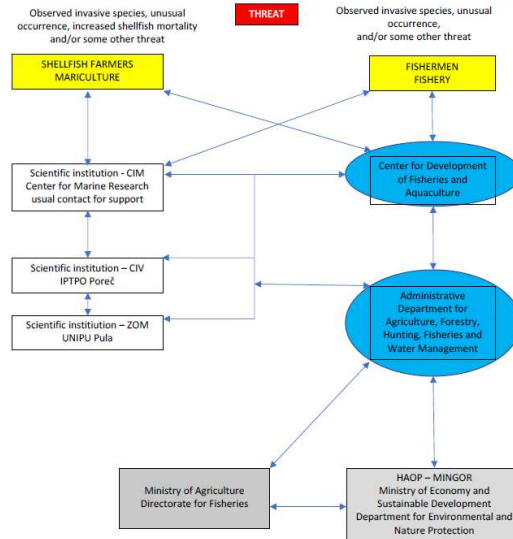 Observed invasive species, unusual
occurrence, increased shellfish mortality
and/or some other threat
THREAT
Observed invasive species, unusual
occurrence,
and/or some other threat
SHELLFISH FARMERS
MARICULTURE
FISHERMEN
FISHERY
Scientific institution - CIM
Center for Marine Research
usual contact for support
Center for Development
of Fisheries and
Aquaculture
Scientific institution – CIV
IPTPO Poreč
Scientific institiution – ZOM
UNIPU Pula
Administrative
Department for
Agriculture, Forestry,
Hunting, Fisheries and
Water Management
Ministry of Agriculture
Directorate for Fisheries
HAOP – MINGOR
Ministry of Economy and
Sustainable Development
Department for Environmental and
Nature Protection